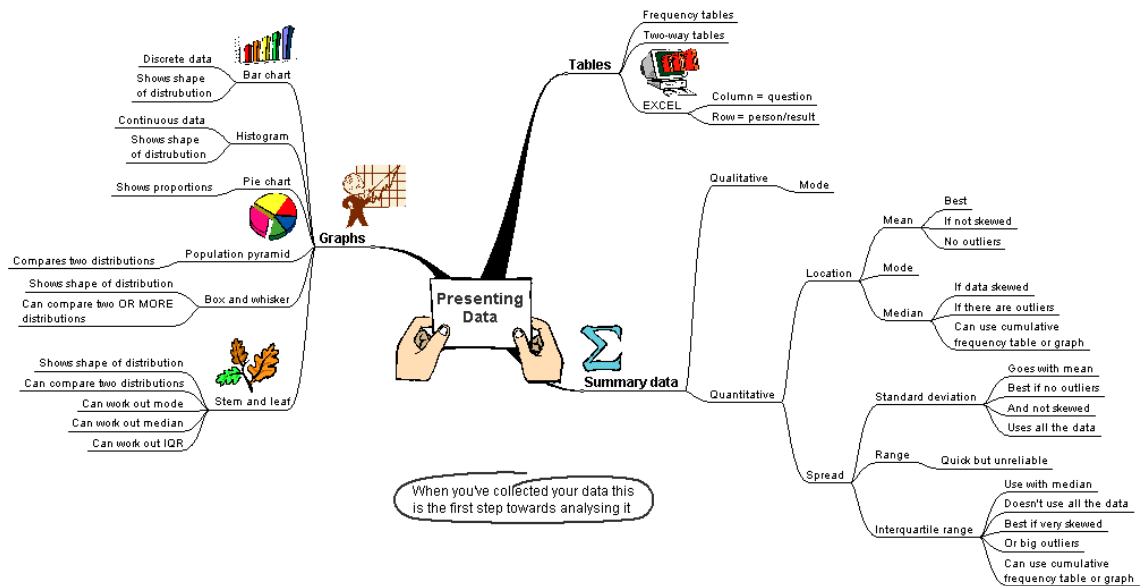 Frequency tables
Two-way tables
Tables
EXCEL
Column = question
Row = person/result
Discrete data
Shows shape
of distrubution
Bar chart
Continuous data
Shows shape
of distrubution
Histogram
Shows proportions
Pie chart
Graphs
Compares two distributions
Population pyramid
Shows shape of distribution
Can compare two OR MORE
distributions
Box and whisker
Shows shape of distribution
Can compare two distributions
Can work out mode
Can work out median
Can work out IQR
Stem and leaf
Presenting
Data
Summary data
Qualitative
Mode
Quantitative
Location
Mean
Best
If not skewed
No outliers
Mode
Median
If data skewed
If there are outliers
Can use cumulative
frequency table or graph
Spread
Standard deviation
Goes with mean
Best if no outliers
And not skewed
Uses all the data
Range
Quick but unreliable
Interquartile range
Use with median
Doesn't use all the data
Best if very skewed
Or big outliers
Can use cumulative
frequency table or graph
When you've collected your data this
is the first step towards analysing it